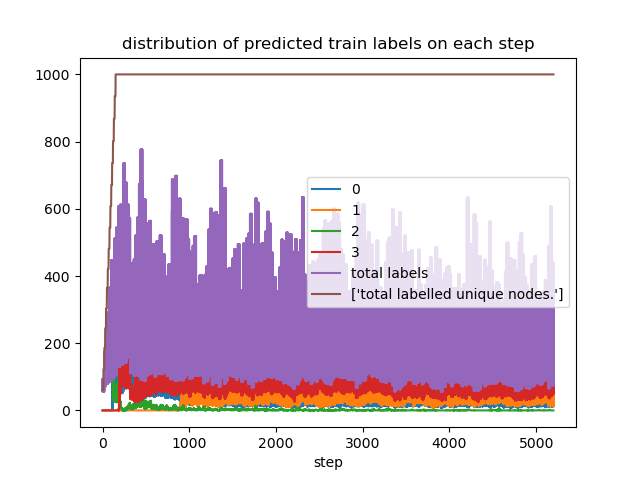 distribution of predicted train labels on each step
1000
800
600
400
200
0
0
1
2
3
total labels
['total labelled unique nodes.']
0 1000 2000 3000 4000 5000
step